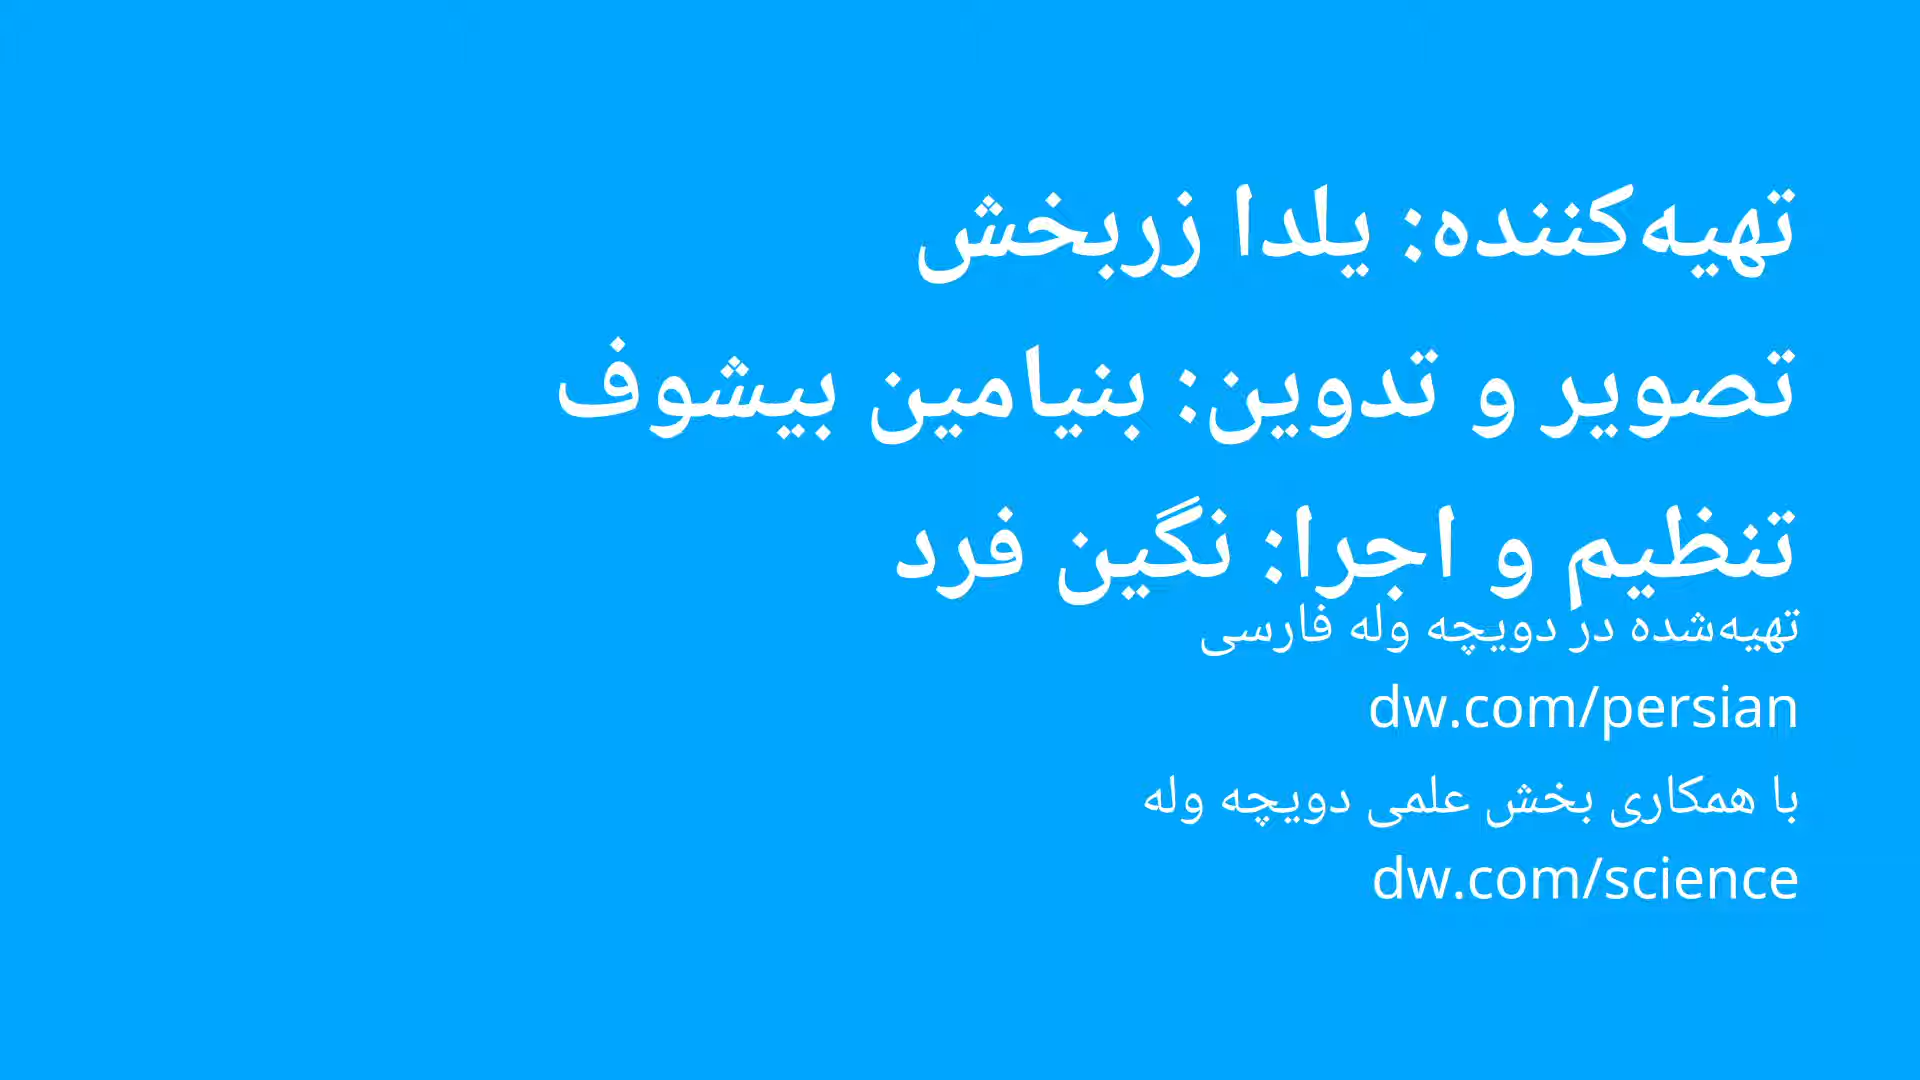 تهیه‌کننده: یلدا زربخش
تصویر و تدوین: بنیامین بیشوف
تنظیم و اجرا: نگین فرد
تهیه‌شده در دویچه وله فارسی
dw.com/persian
با همکاری بخش علمی دویچه وله
dw.com/science